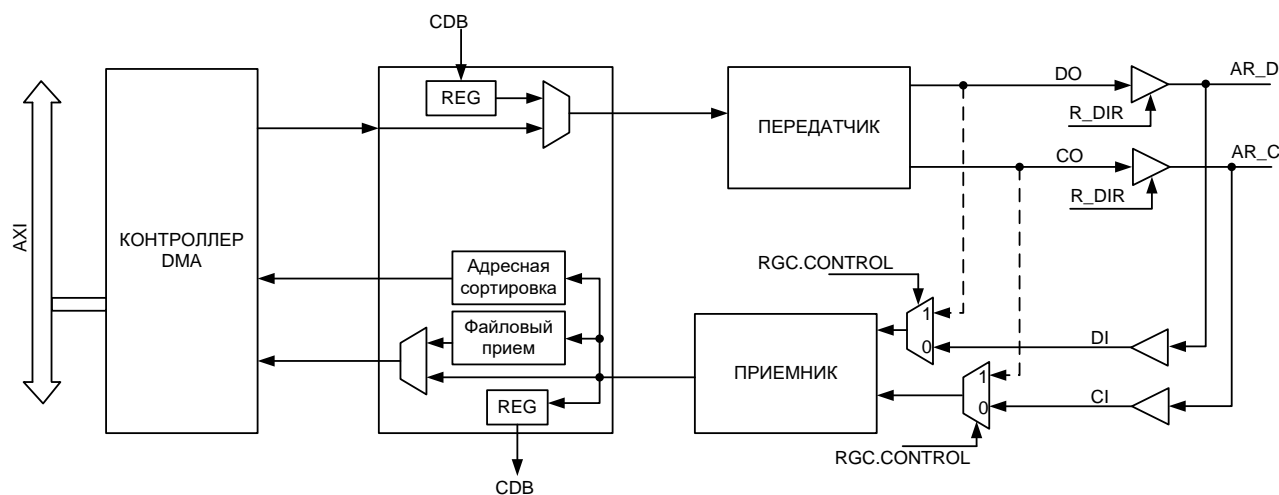 CDB
REG
DO
AR_D
R_DIR
ПЕРЕДАТЧИК
CO
AR_C
R_DIR
AXI
КОНТРОЛЛЕР
DMA
Адресная
сортировка
RGC.CONTROL
1
0
Файловый
прием
DI
ПРИЕМНИК
1
0
CI
REG
RGC.CONTROL
CDB